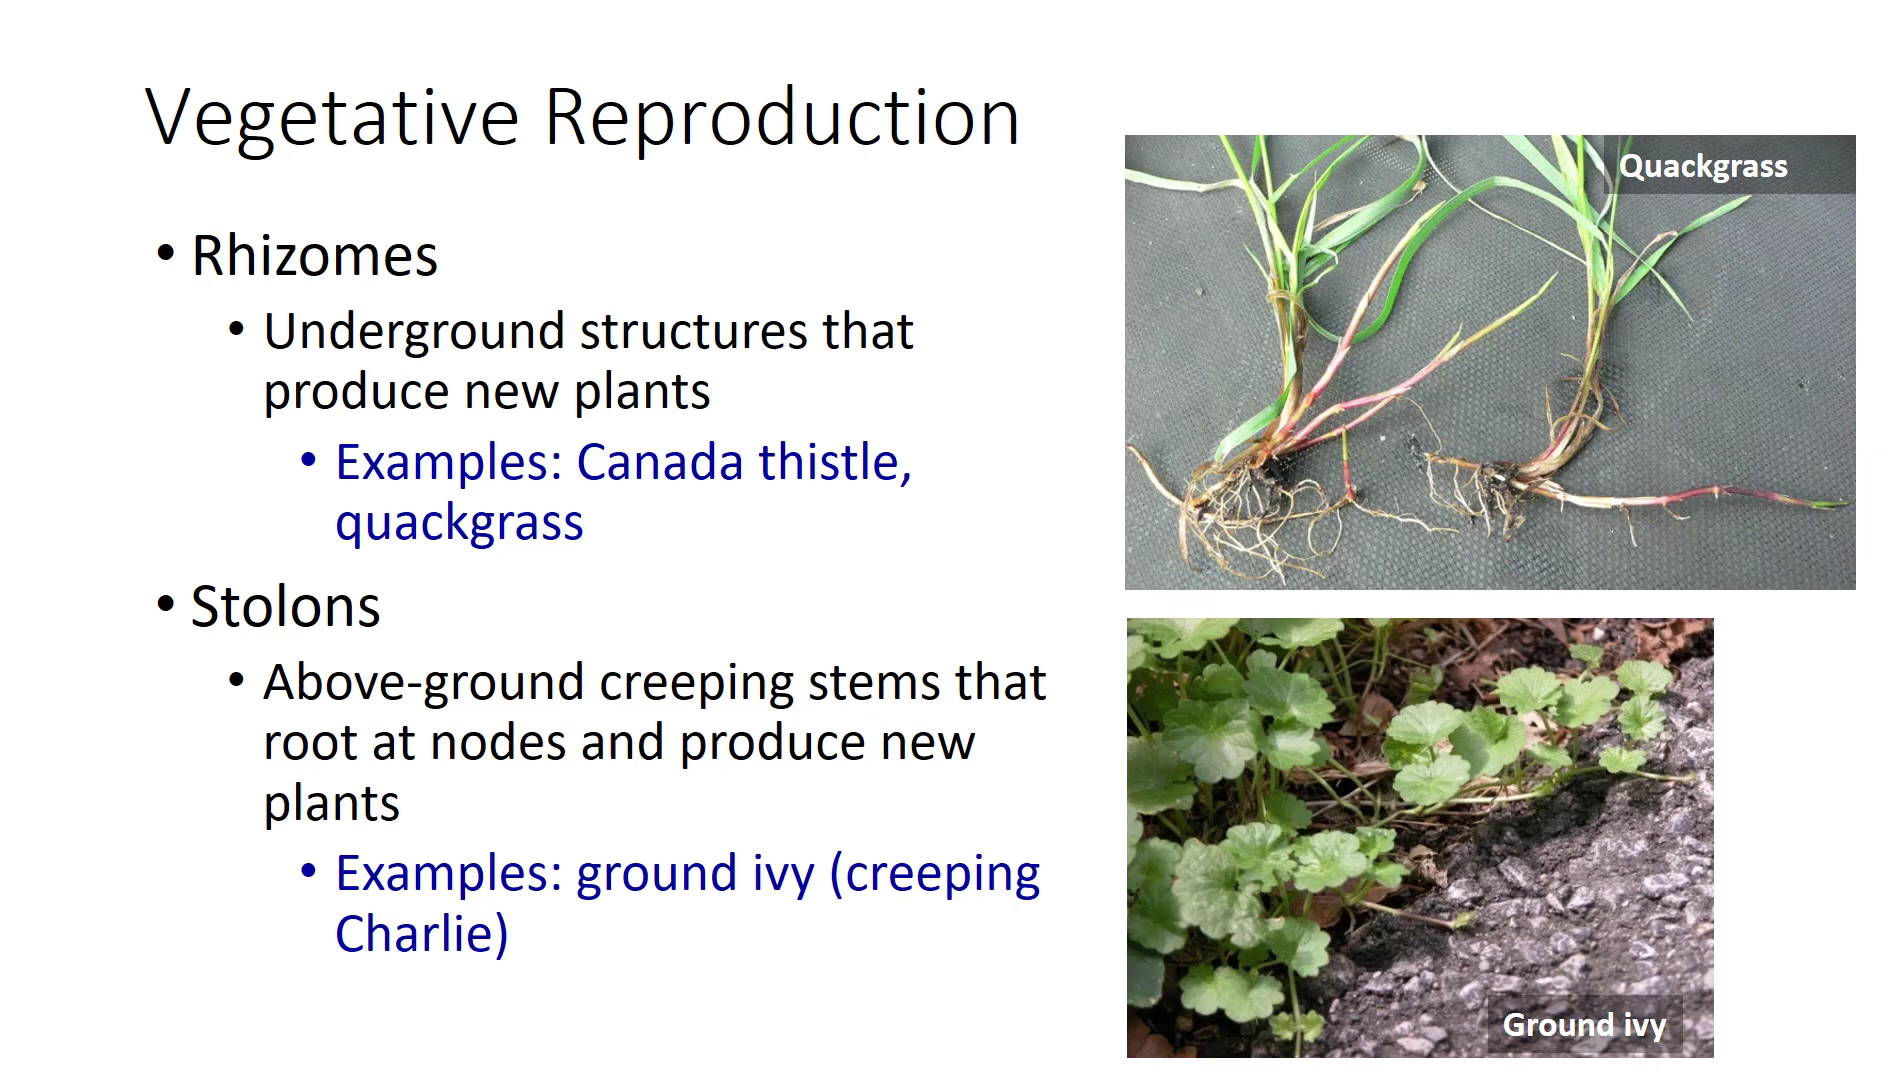 Vegetative Reproduction
• Rhizomes
• Underground structures that
produce new plants
• Examples: Canada thistle,
quackgrass
• Stolons
• Above-ground creeping stems that
root at nodes and produce new
plants
• Examples: ground ivy (creeping
Charlie)
Quackgrass
Ground ivy